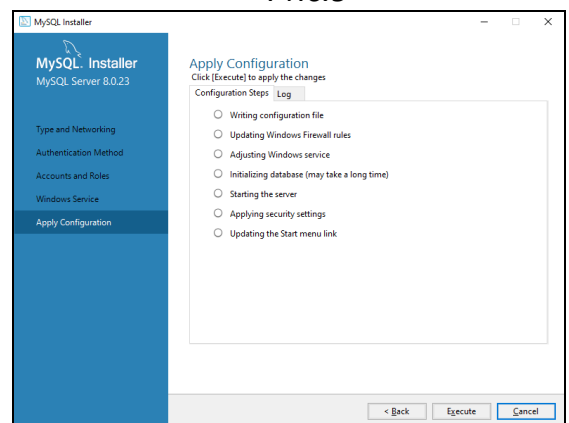 MySQL Installer
MySQL. Installer
MySQL Server 8.0.23
Type and Networking
Authentication Method
Accounts and Roles
Windows Service
Apply Configuration
Apply Configuration
Click [Execute] to apply the changes
Configuration Steps Log
Writing configuration file
Updating Windows Firewall rules
Adjusting Windows service
Initializing database (may take a long time)
Starting the server
Applying security settings
Updating the Start menu link
< Back Execute Cancel